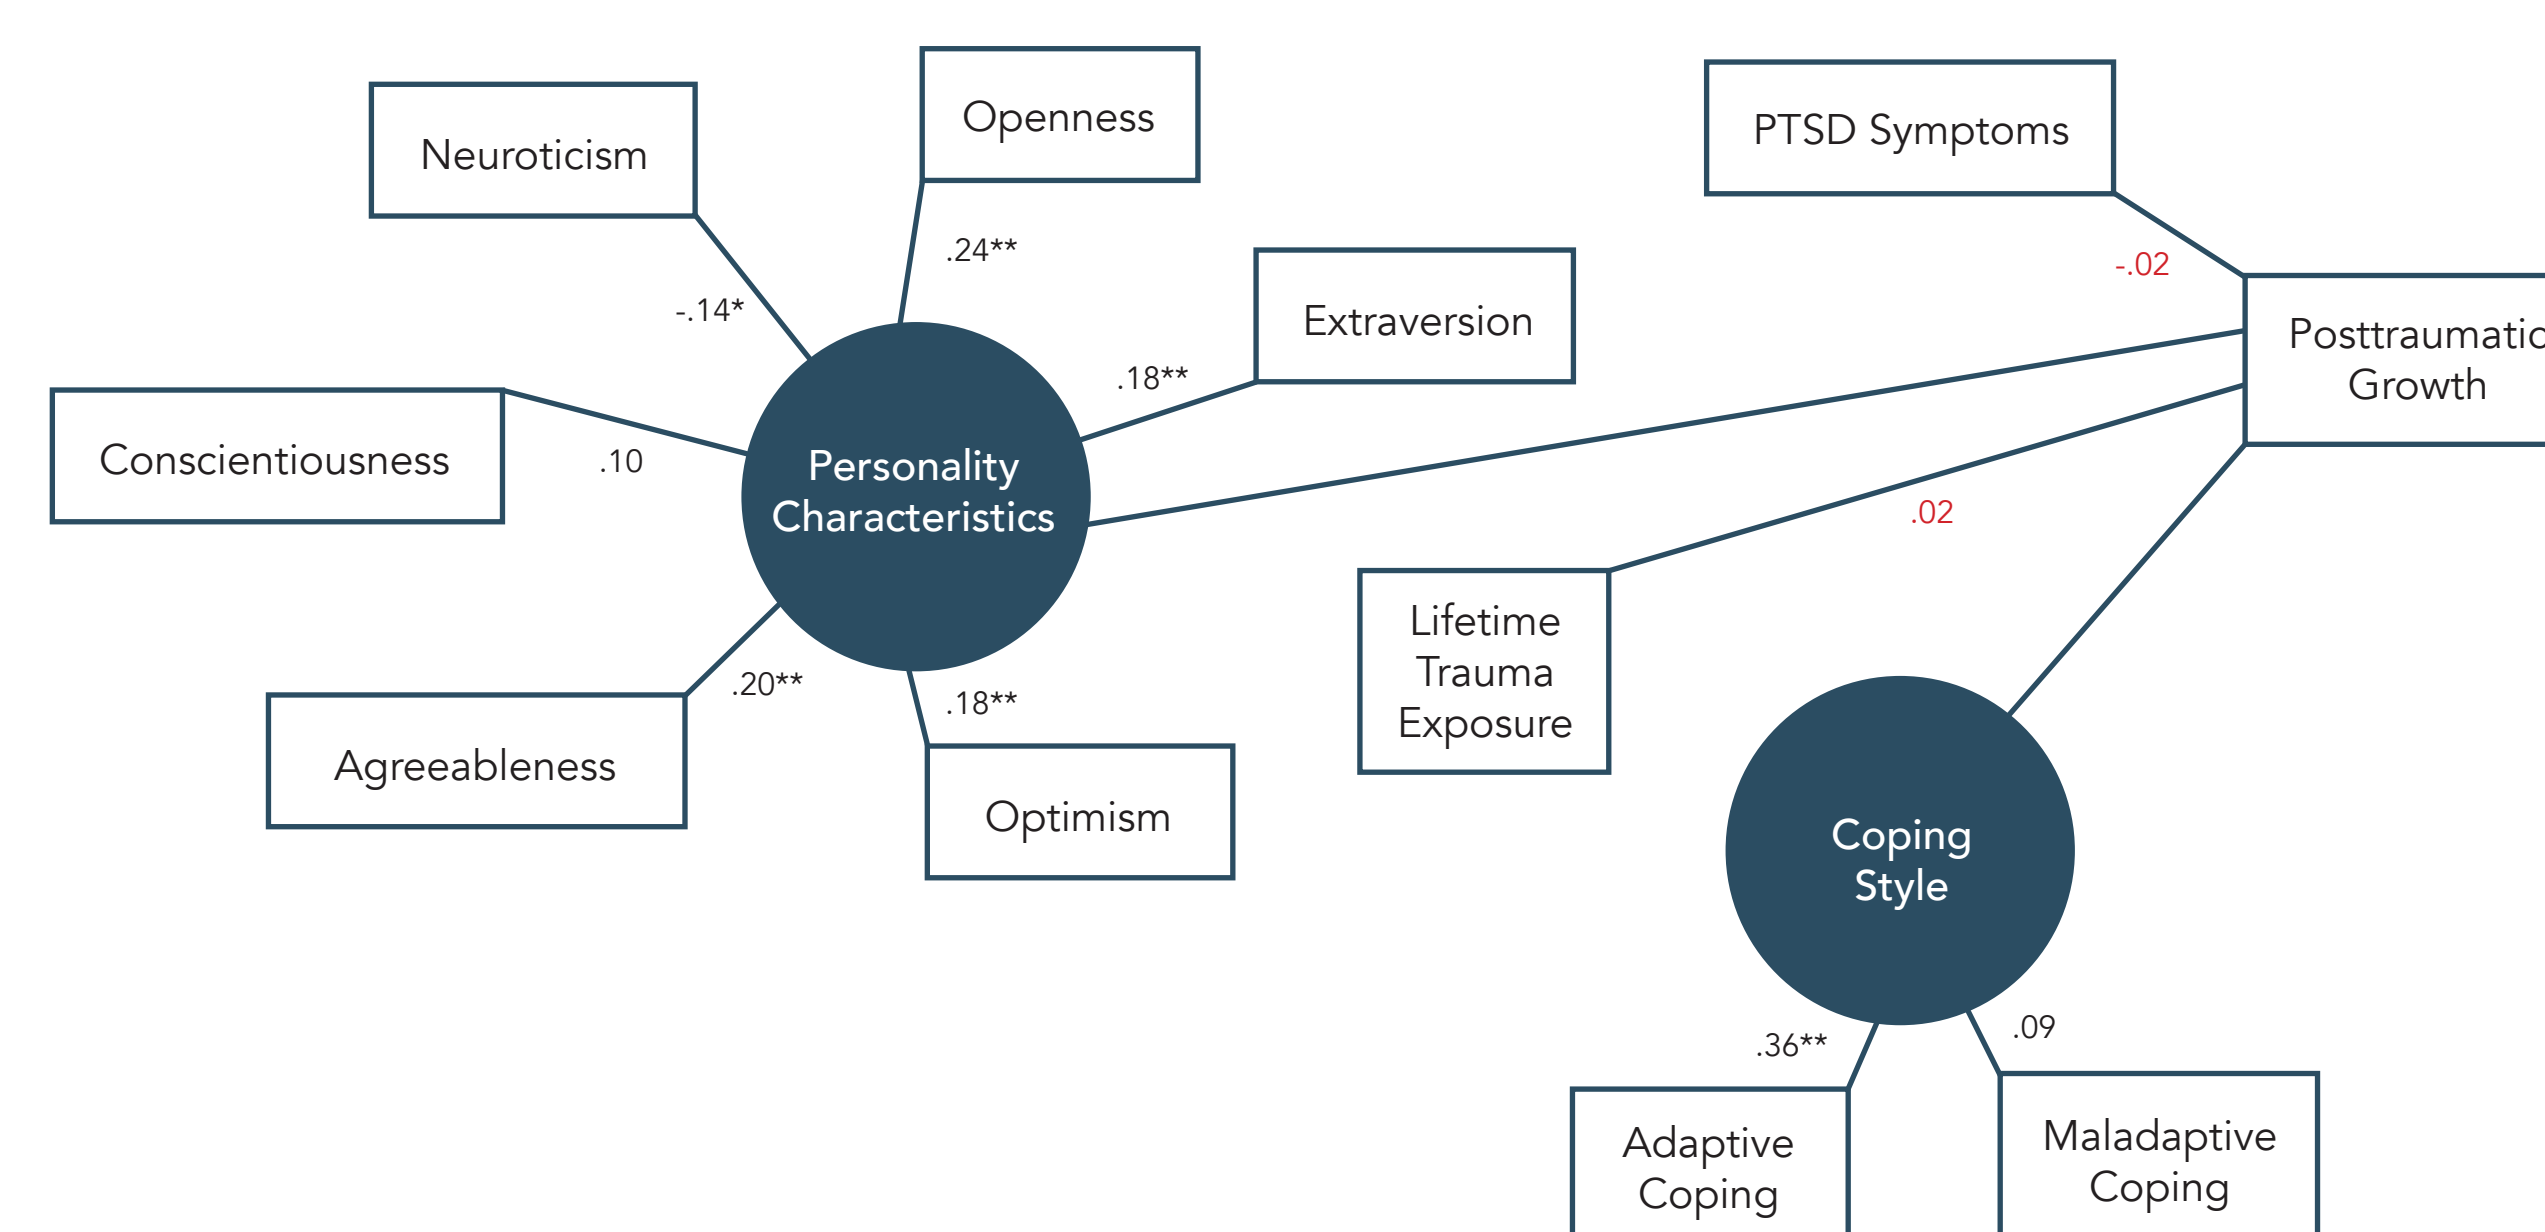 Openness
PTSD Symptoms
Neuroticism
.24**
-.02
-.14*
Extraversion
Posttraumatic
Growth
.18**
Conscientiousness
.10
Personality
Characteristics
.02
Lifetime
Trauma
Exposure
.20**
.18**
Agreeableness
Optimism
Coping
Style
.36**
.09
Adaptive
Coping
Maladaptive
Coping